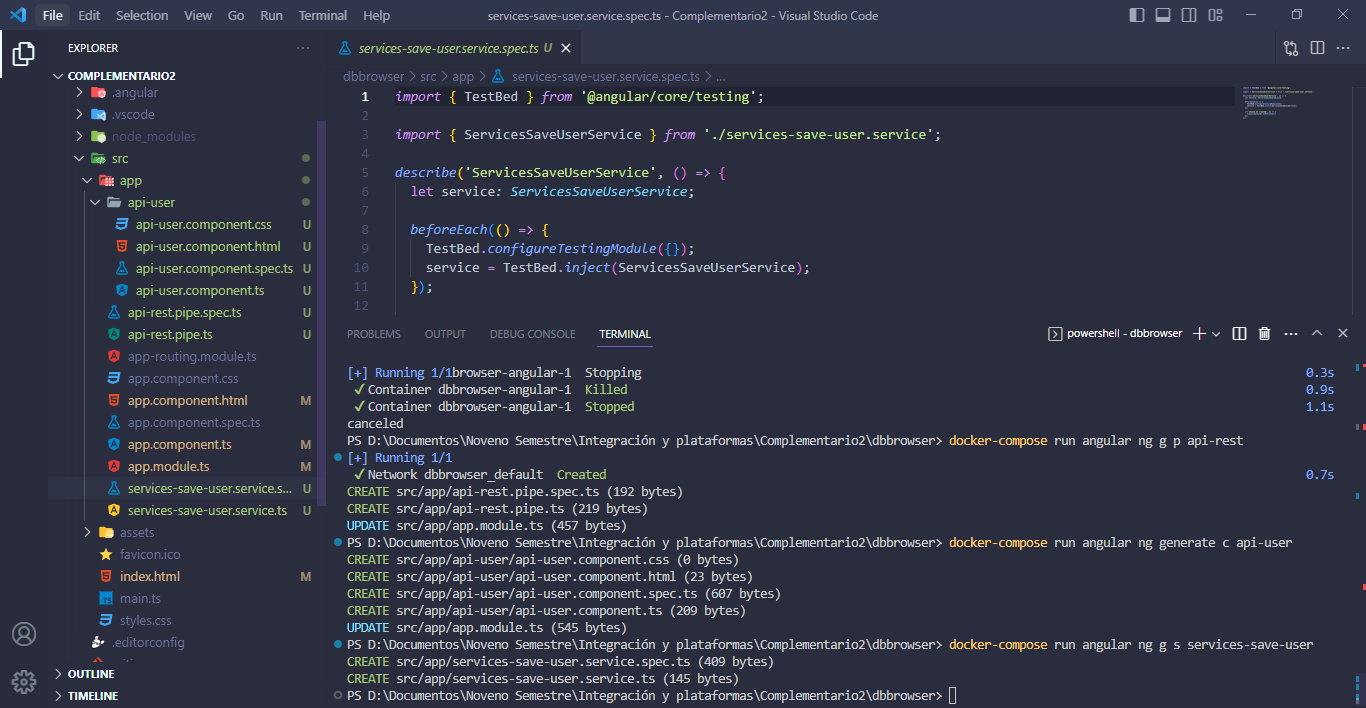 File Edit Selection View Go Run Terminal Help
services-save-user.service.spec.ts - Complementario2 - Visual Studio Code
EXPLORER
COMPLEMENTARIO2
.angular
.vscode
node_modules
src
app
api-user
api-user.component.css U
api-user.component.html U
api-user.component.spec.ts U
api-user.component.ts U
api-rest.pipe.spec.ts U
api-rest.pipe.ts U
app-routing.module.ts
app.component.css
app.component.html M
app.component.spec.ts
app.component.ts M
app.module.ts M
services-save-user.service.s... U
services-save-user.service.ts U
assets
favicon.ico
index.html M
main.ts
styles.css
.editorconfig
OUTLINE
TIMELINE
services-save-user.service.spec.ts U
dbbrowser > src > app > services-save-user.service.spec.ts > ...
1 import { TestBed } from '@angular/core/testing';
2
3 import { ServicesSaveUserService } from './services-save-user.service';
4
5 describe('ServicesSaveUserService', () => {
6 let service: ServicesSaveUserService;
7
8 beforeEach(() => {
9 TestBed.configureTestingModule({});
10 service = TestBed.inject(ServicesSaveUserService);
11 });
12
PROBLEMS OUTPUT DEBUG CONSOLE TERMINAL
powershell - dbbrowser
[+] Running 1/1browser-angular-1 Stopping 0.3s
✓Container dbbrowser-angular-1 Killed 0.9s
✓Container dbbrowser-angular-1 Stopped 1.1s
canceled
PS D:\Documentos\Noveno Semestre\Integración y plataformas\Complementario2\dbbrowser> docker-compose run angular ng g p api-rest
[+] Running 1/1
✓Network dbbrowser_default Created 0.7s
CREATE src/app/api-rest.pipe.spec.ts (192 bytes)
CREATE src/app/api-rest.pipe.ts (219 bytes)
UPDATE src/app/app.module.ts (457 bytes)
PS D:\Documentos\Noveno Semestre\Integración y plataformas\Complementario2\dbbrowser> docker-compose run angular ng generate c api-user
CREATE src/app/api-user/api-user.component.css (0 bytes)
CREATE src/app/api-user/api-user.component.html (23 bytes)
CREATE src/app/api-user/api-user.component.spec.ts (607 bytes)
CREATE src/app/api-user/api-user.component.ts (209 bytes)
UPDATE src/app/app.module.ts (545 bytes)
PS D:\Documentos\Noveno Semestre\Integración y plataformas\Complementario2\dbbrowser> docker-compose run angular ng g s services-save-user
CREATE src/app/services-save-user.service.spec.ts (409 bytes)
CREATE src/app/services-save-user.service.ts (145 bytes)
PS D:\Documentos\Noveno Semestre\Integración y plataformas\Complementario2\dbbrowser>